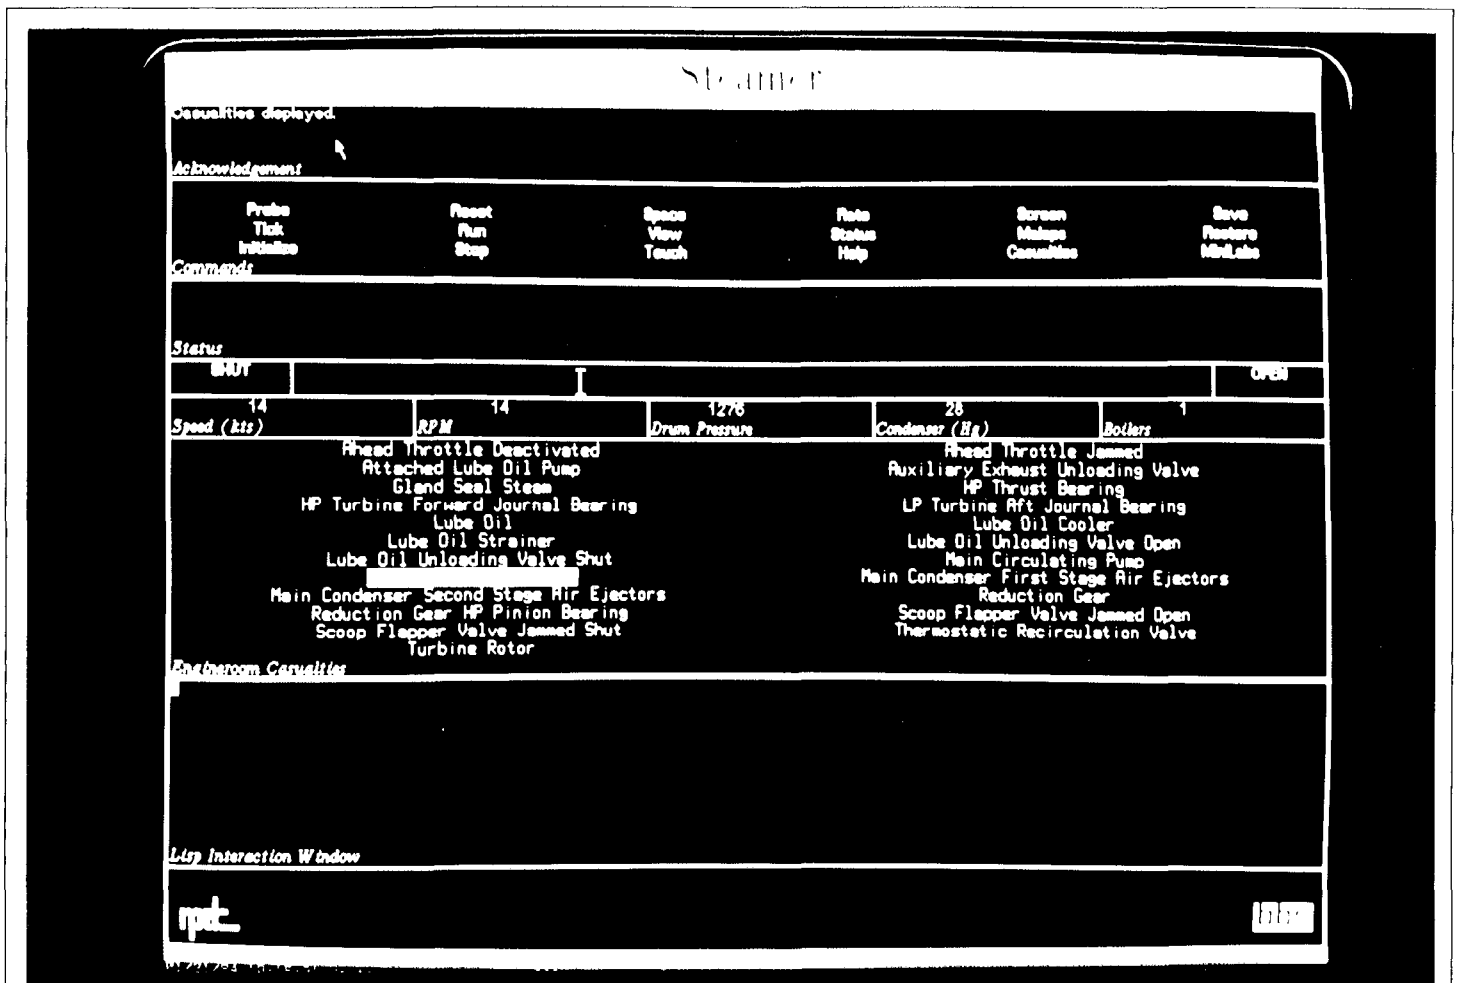 Steamer
Casualties displayed.
Acknowledgement
Probe Reset Space Rate Screen Save
Tick Run View Status Malops Restore
Initialize Stop Touch Help Casualties MiniLabs
Commands
Status
SHUT OPEN
14 14 1276 28 1
Speed (kts) RPM Drum Pressure Condenser (Hg) Boilers
Ahead Throttle Deactivated Ahead Throttle Jammed
Attached Lube Oil Pump Auxiliary Exhaust Unloading Valve
Gland Seal Steam HP Thrust Bearing
HP Turbine Forward Journal Bearing LP Turbine Aft Journal Bearing
Lube Oil Lube Oil Cooler
Lube Oil Strainer Lube Oil Unloading Valve Open
Lube Oil Unloading Valve Shut Main Circulating Pump
Main Condenser First Stage Air Ejectors
Main Condenser Second Stage Air Ejectors Reduction Gear
Reduction Gear HP Pinion Bearing Scoop Flapper Valve Jammed Open
Scoop Flapper Valve Jammed Shut Thermostatic Recirculation Valve
Turbine Rotor
Engineroom Casualties
Lisp Interaction Window